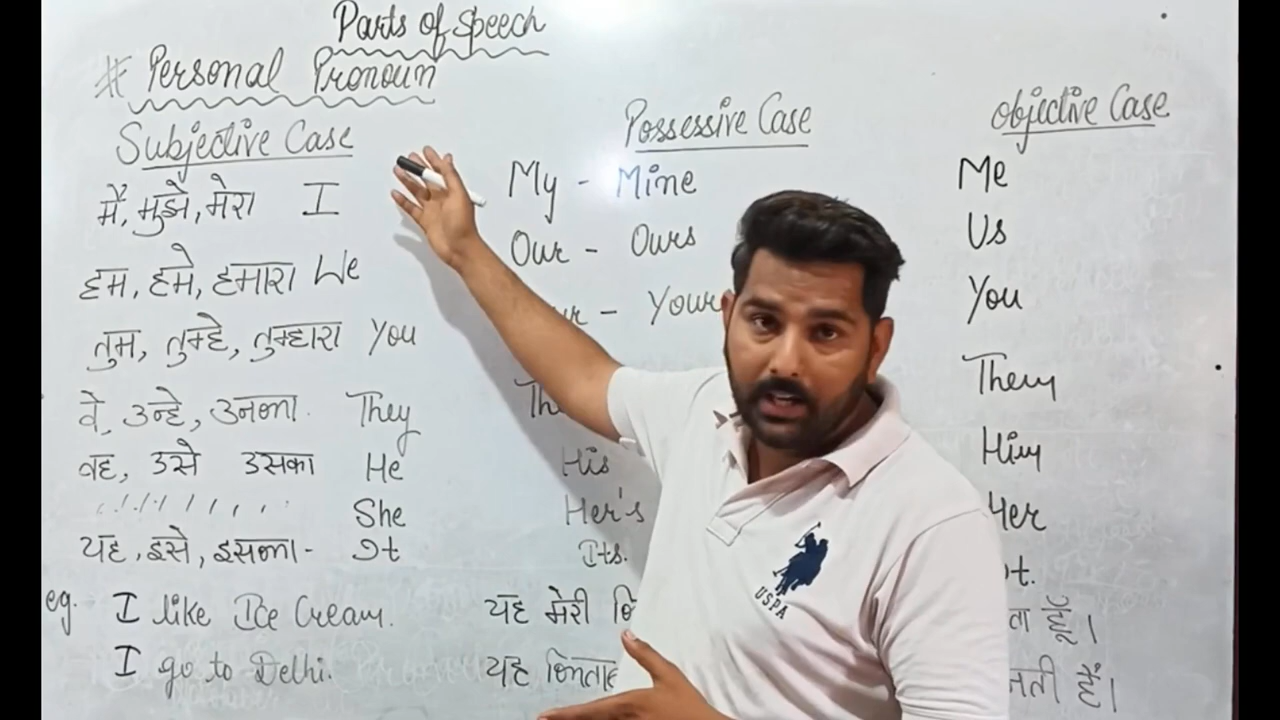 Parts of speech
# Personal Pronoun
Subjective Case Possessive Case Objective Case
मैं, मुझे, मेरा I My - Mine Me
हम, हमे, हमारा We Our - Ours Us
तुम, तुम्हे, तुम्हारा You - Your You
वे, उन्हे, उनका. They Them
वह, उसे उसका He His Him
She Her's Her
यह, इसे, इसका - It Its.
eg. I like Ice Cream. यह मेरी हूँ।
I go to Delhi. यह हैं।
USPA